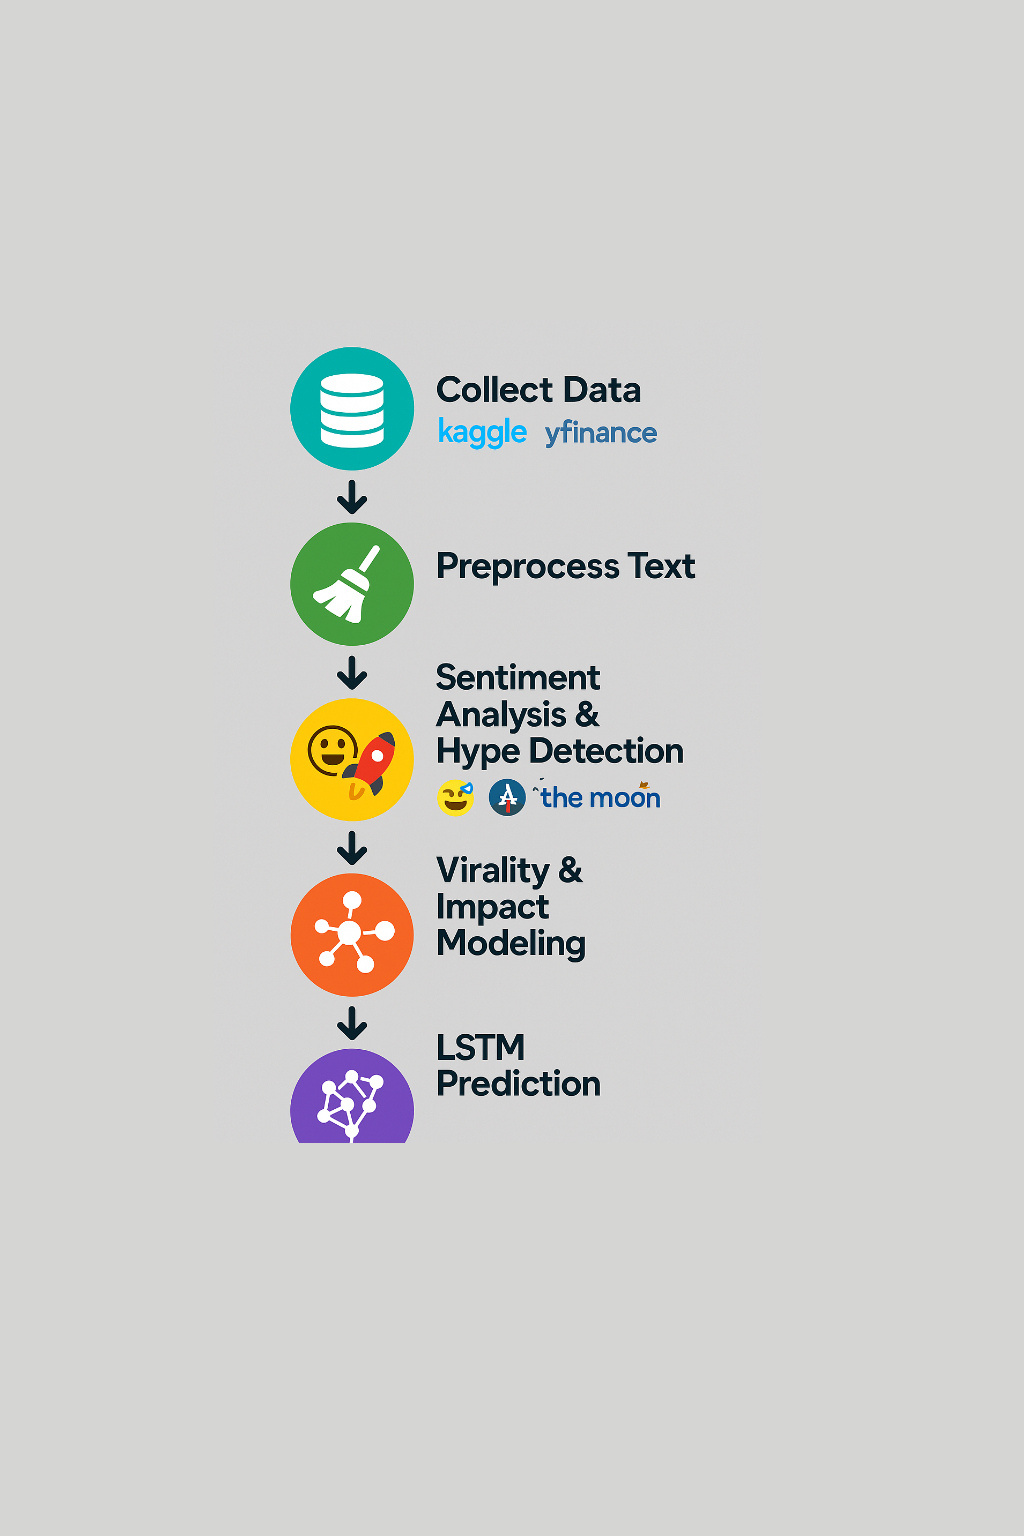 Collect Data
kaggle yfinance
Preprocess Text
Sentiment
Analysis &
Hype Detection
the moon
Virality &
Impact
Modeling
LSTM
Prediction